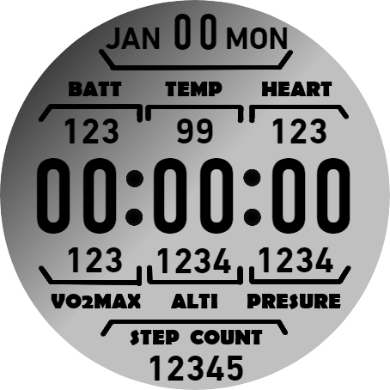 JAN 00 MON
BATT TEMP HEART
123 99 123
00:00:00
123 1234 1234
VO2MAX ALTI PRESURE
STEP COUNT
12345